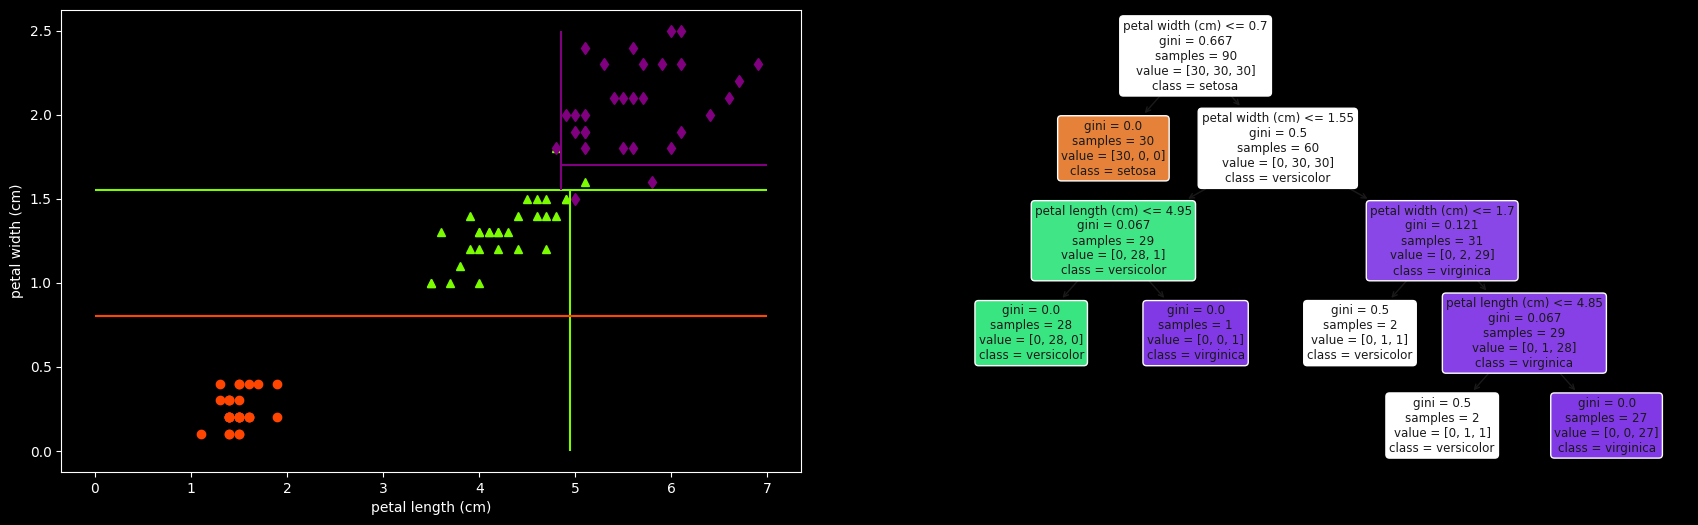 2.5
2.0
1.5
1.0
0.5
0.0
petal width (cm)
0 1 2 3 4 5 6 7
petal length (cm)
petal width (cm) <= 0.7
gini = 0.667
samples = 90
value = [30, 30, 30]
class = setosa
gini = 0.0
samples = 30
value = [30, 0, 0]
class = setosa
petal width (cm) <= 1.55
gini = 0.5
samples = 60
value = [0, 30, 30]
class = versicolor
petal length (cm) <= 4.95
gini = 0.067
samples = 29
value = [0, 28, 1]
class = versicolor
petal width (cm) <= 1.7
gini = 0.121
samples = 31
value = [0, 2, 29]
class = virginica
gini = 0.0
samples = 28
value = [0, 28, 0]
class = versicolor
gini = 0.0
samples = 1
value = [0, 0, 1]
class = virginica
gini = 0.5
samples = 2
value = [0, 1, 1]
class = versicolor
petal length (cm) <= 4.85
gini = 0.067
samples = 29
value = [0, 1, 28]
class = virginica
gini = 0.5
samples = 2
value = [0, 1, 1]
class = versicolor
gini = 0.0
samples = 27
value = [0, 0, 27]
class = virginica